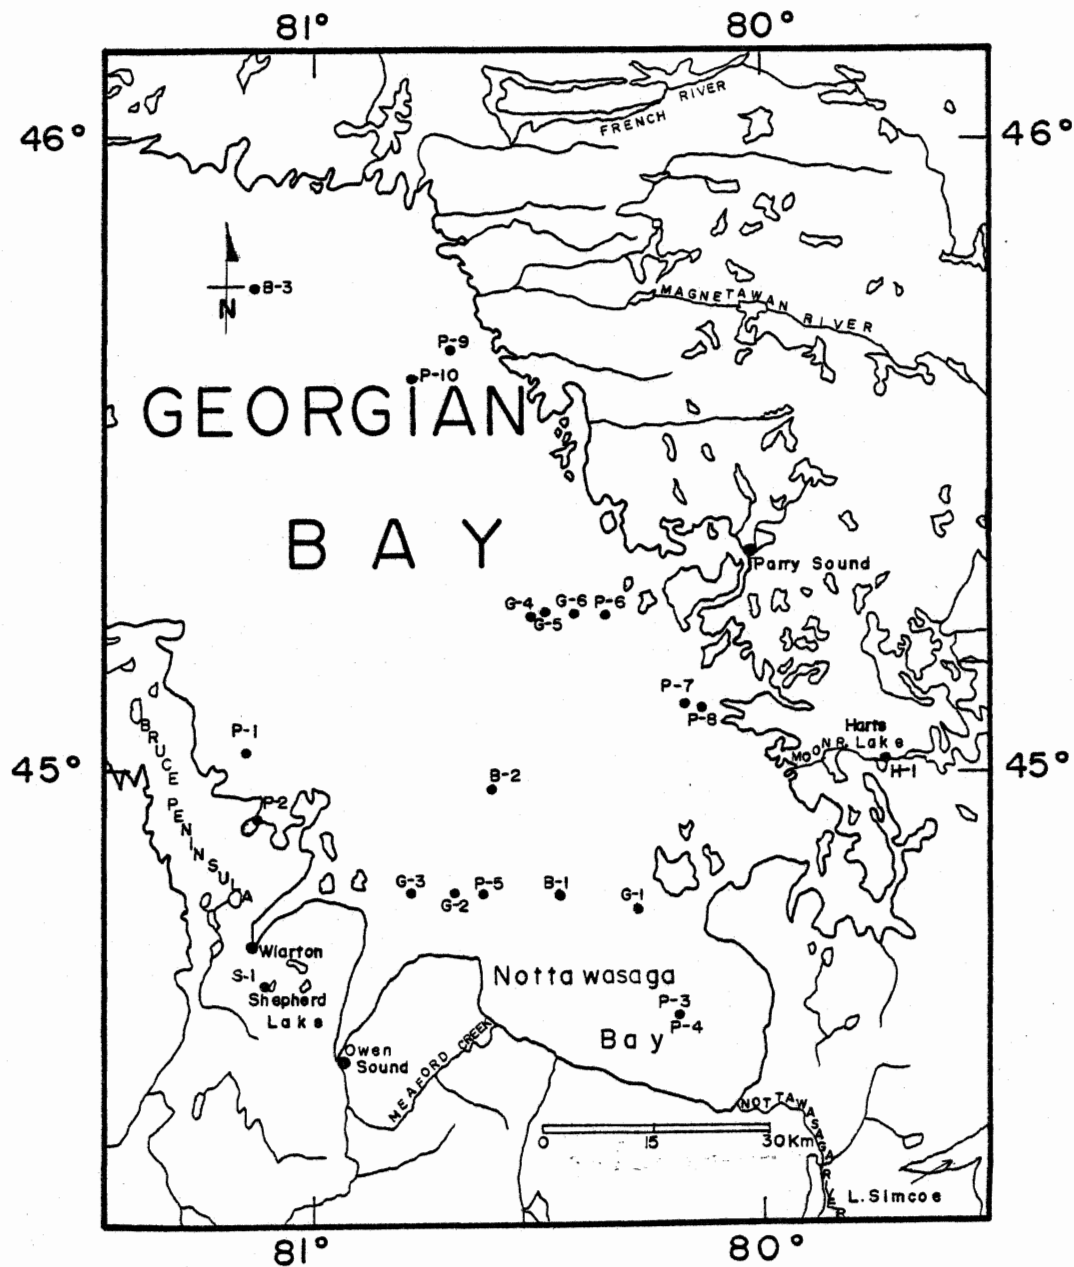 81° 80°
46° 46°
FRENCH RIVER
N
B-3
MAGNETAWAN RIVER
P-9
P-10
GEORGIAN
BAY
Parry Sound
G-4 G-6 P-6
G-5
P-7
P-8
BRUCE PENINSULA
P-1
Harts
Lake
MOON R.
H-1
45° 45°
B-2
P-2
G-3 P-5 B-1 G-1
G-2
Wiarton
Nottawasaga
Bay
S-1
Shepherd
Lake
P-3
P-4
Owen
Sound
MEAFORD CREEK
NOTTAWASAGA RIVER
0 15 30Km
L. Simcoe
81° 80°